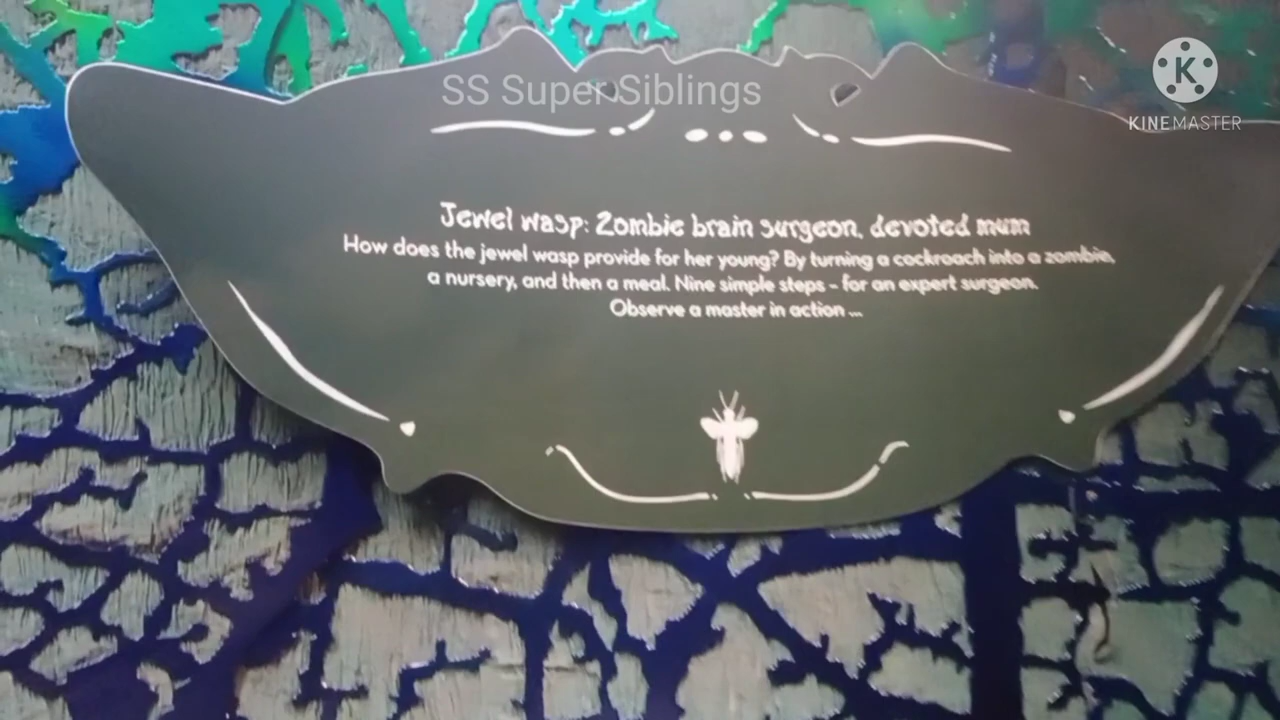 SS Super Siblings
K
KINEMASTER
Jewel wasp: Zombie brain surgeon, devoted mum
How does the jewel wasp provide for her young? By turning a cockroach into a zombie,
a nursery, and then a meal. Nine simple steps - for an expert surgeon.
Observe a master in action ...